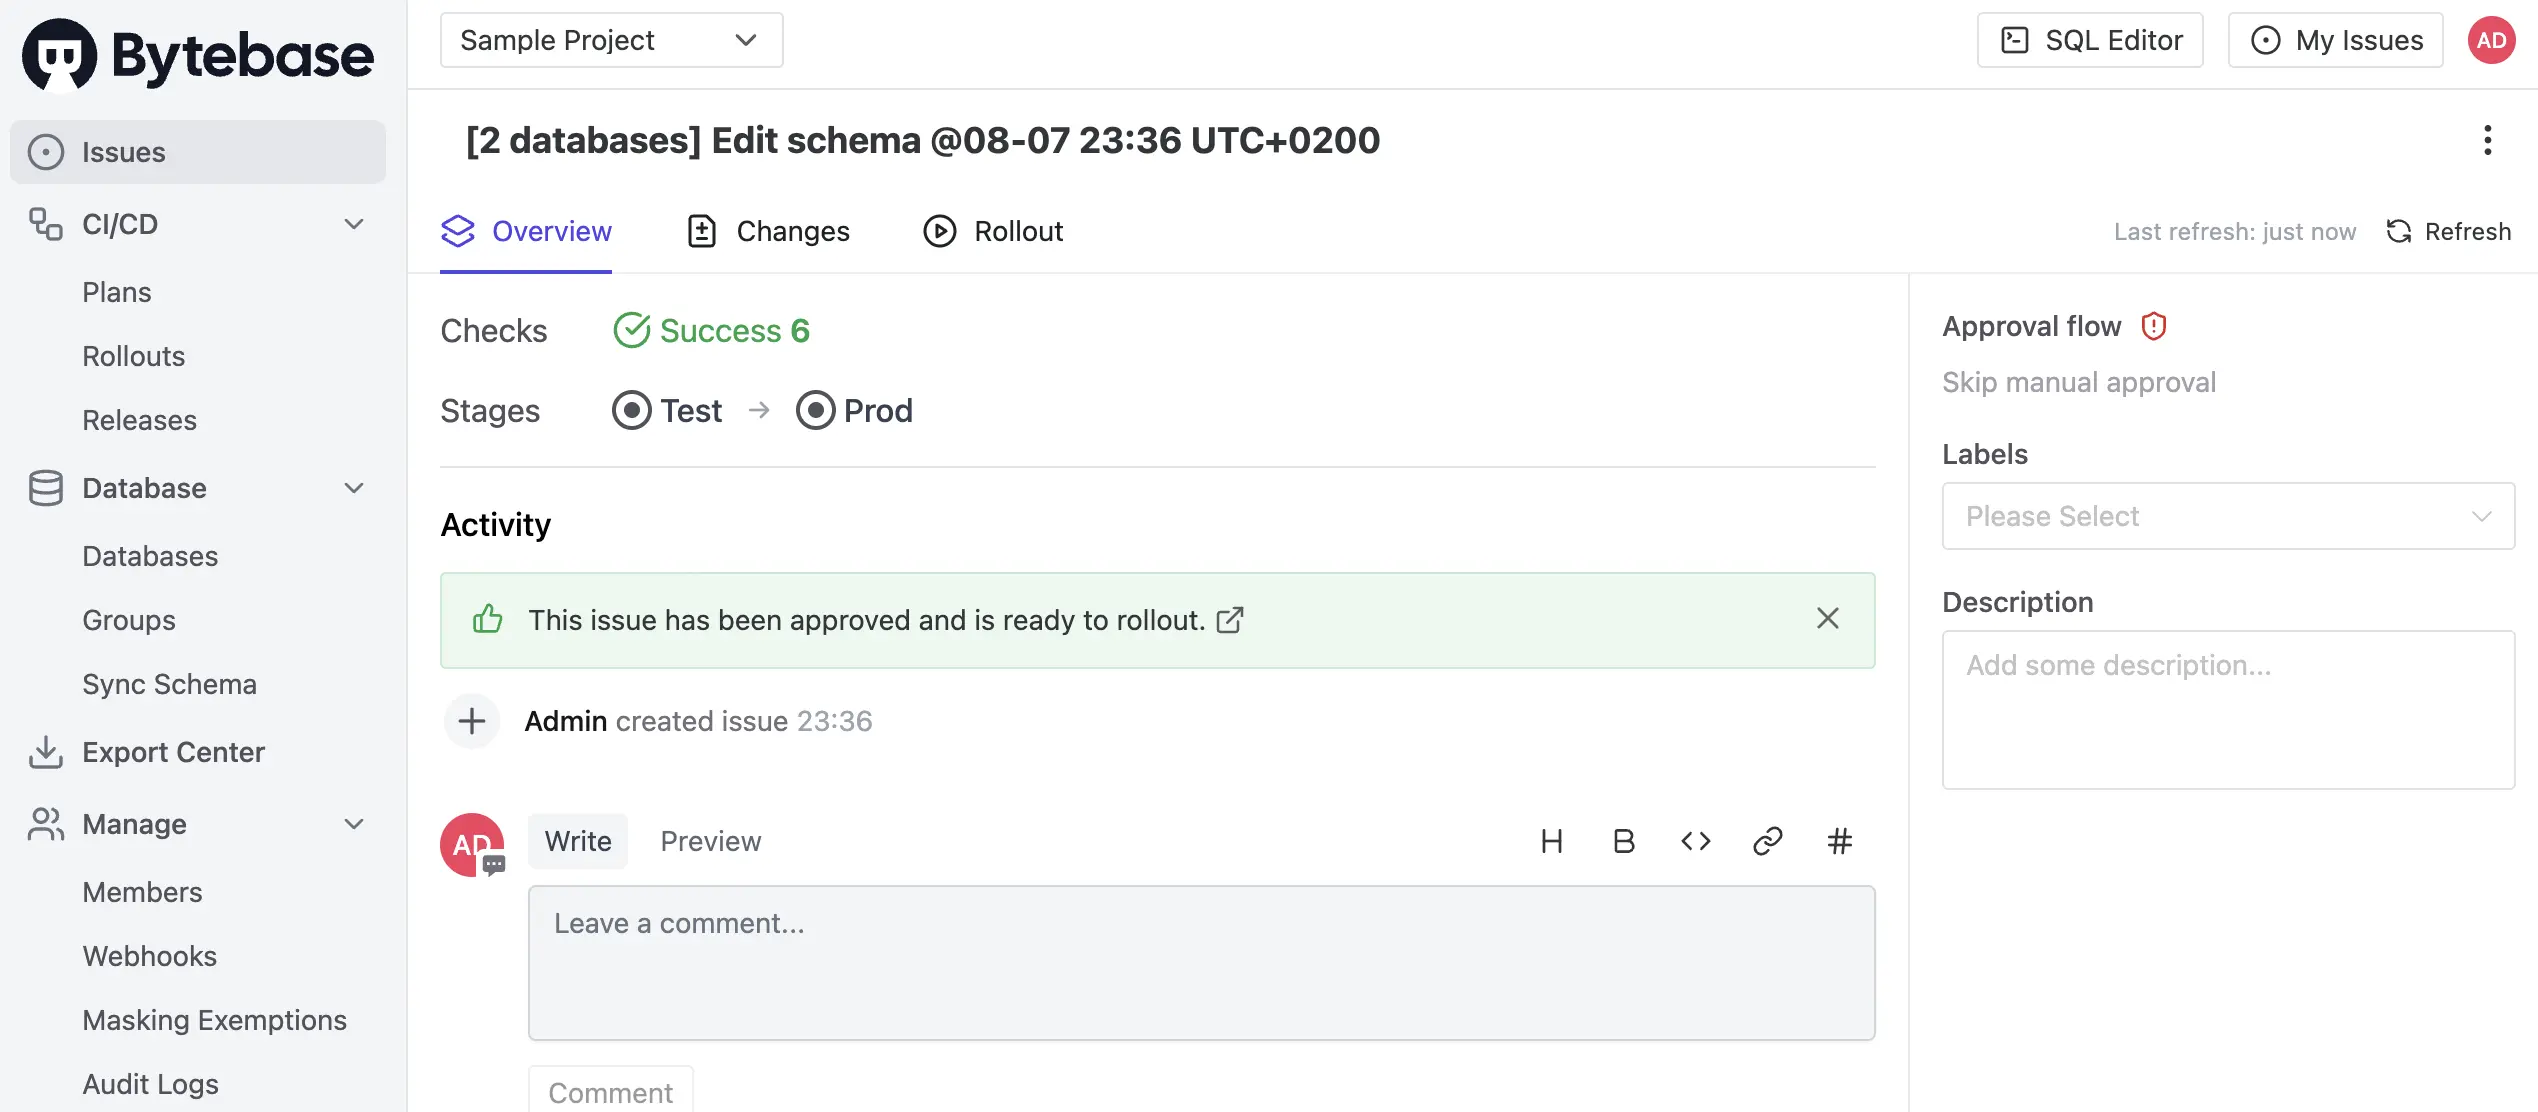 Bytebase
Sample Project
SQL Editor
My Issues
AD
Issues
CI/CD
Plans
Rollouts
Releases
Database
Databases
Groups
Sync Schema
Export Center
Manage
Members
Webhooks
Masking Exemptions
Audit Logs
[2 databases] Edit schema @08-07 23:36 UTC+0200
Overview
Changes
Rollout
Last refresh: just now
Refresh
Checks
Success 6
Stages
Test → Prod
Activity
This issue has been approved and is ready to rollout.
Admin created issue 23:36
AD
Write
Preview
H
B
<>
#
Leave a comment...
Comment
Approval flow
Skip manual approval
Labels
Please Select
Description
Add some description...